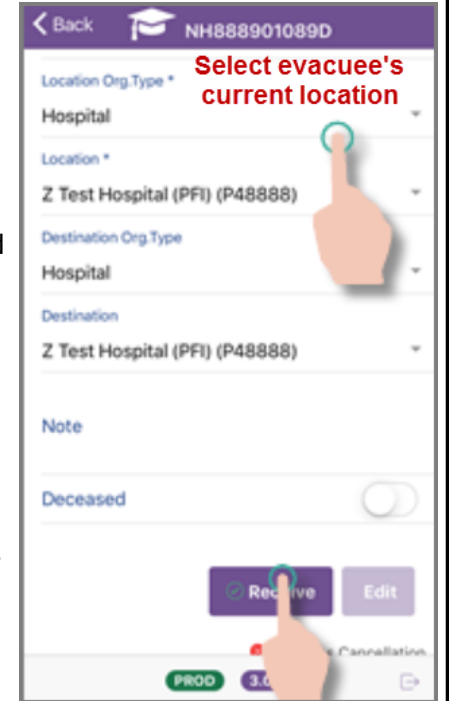 Back
NH888901089D
Select evacuee's
current location
Location Org.Type *
Hospital
Location *
Z Test Hospital (PFI) (P48888)
Destination Org.Type
Hospital
Destination
Z Test Hospital (PFI) (P48888)
Note
Deceased
Edit
Cancellation
PROD